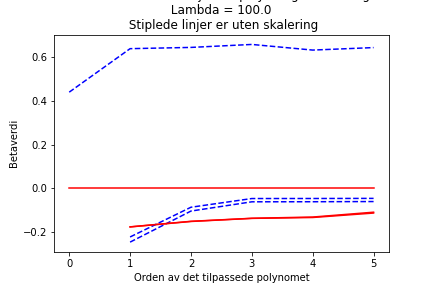 Lambda = 100.0
Stiplede linjer er uten skalering
0.6
0.4
0.2
0.0
−0.2
Betaverdi
0 1 2 3 4 5
Orden av det tilpassede polynomet